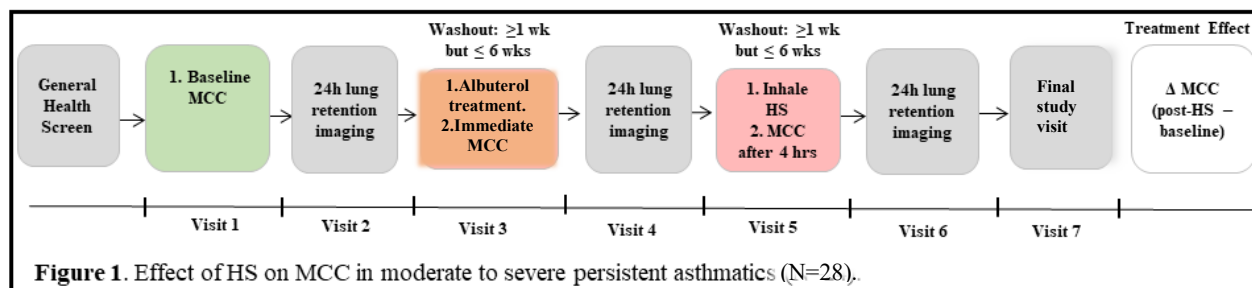 Washout: ≥1 wk
but ≤ 6 wks
Washout: ≥1 wk
but ≤ 6 wks
Treatment Effect
General
Health
Screen
1. Baseline
MCC
24h lung
retention
imaging
1.Albuterol
treatment.
2.Immediate
MCC
24h lung
retention
imaging
1. Inhale
HS
2. MCC
after 4 hrs
24h lung
retention
imaging
Final
study
visit
Δ MCC
(post-HS –
baseline)
Visit 1
Visit 2
Visit 3
Visit 4
Visit 5
Visit 6
Visit 7
Figure 1. Effect of HS on MCC in moderate to severe persistent asthmatics (N=28)..